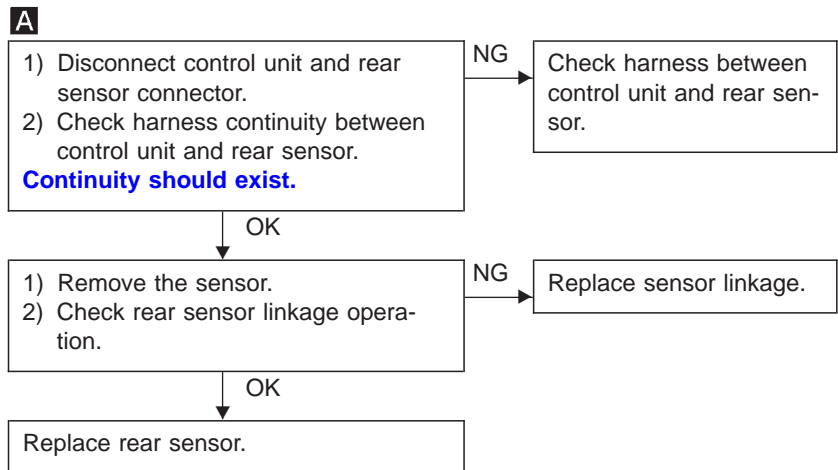 A
1) Disconnect control unit and rear
sensor connector.
2) Check harness continuity between
control unit and rear sensor.
Continuity should exist.
NG
Check harness between
control unit and rear sen-
sor.
OK
1) Remove the sensor.
2) Check rear sensor linkage opera-
tion.
NG
Replace sensor linkage.
OK
Replace rear sensor.